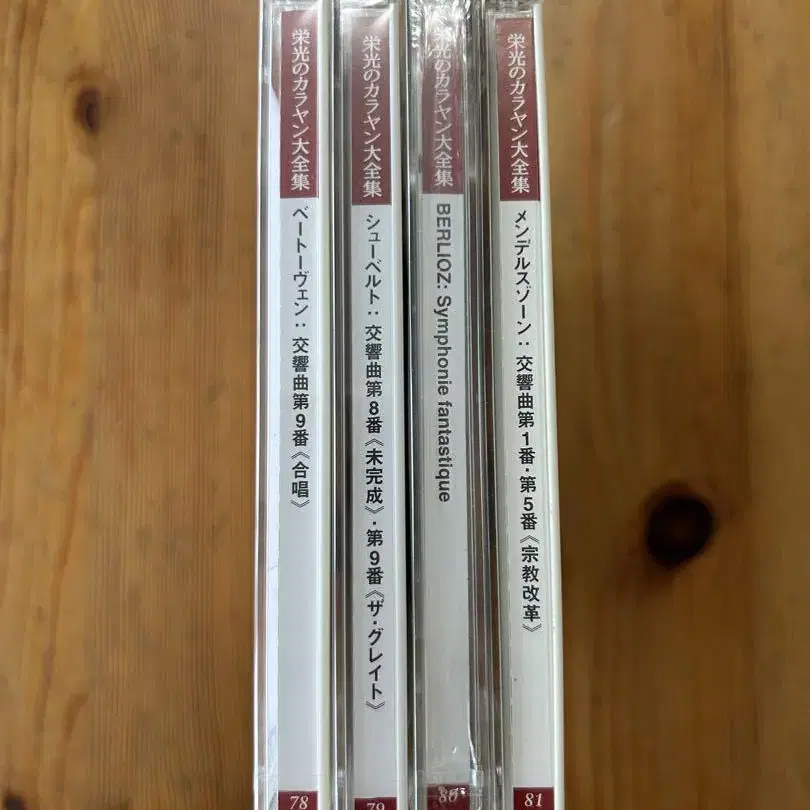 栄光のカラヤン大全集
ベートーヴェン:交響曲第9番《合唱》
78
栄光のカラヤン大全集
シューベルト:交響曲第8番《未完成》・第9番《ザ・グレイト》
79
栄光のカラヤン大全集
BERLIOZ: Symphonie fantastique
80
栄光のカラヤン大全集
メンデルスゾーン:交響曲第1番・第5番《宗教改革》
81